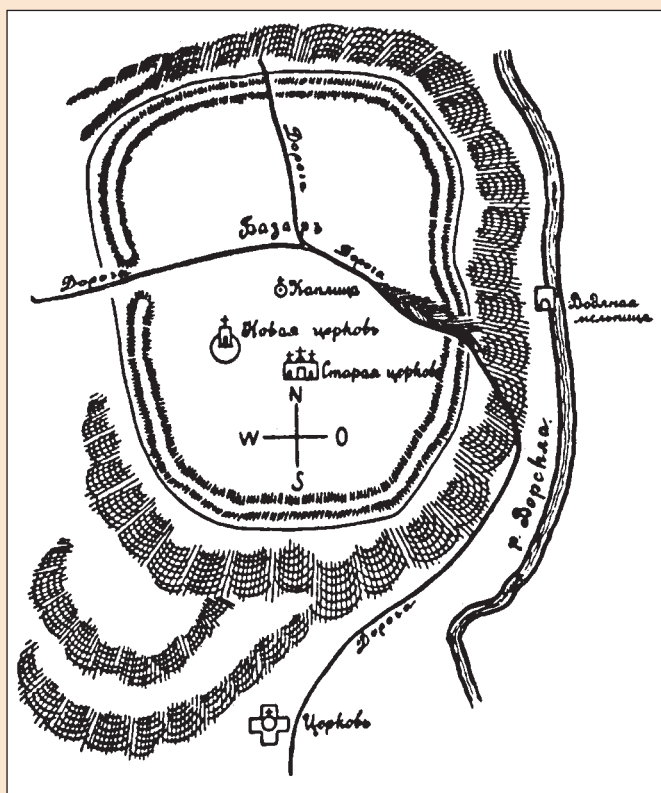 Дорога
Базаръ
Дорога
Дорога
Каплица
Водяная
мельница
Новая церковь
Старая церковь
N
W O
S
р. Ворскла.
Дорога
Церковь